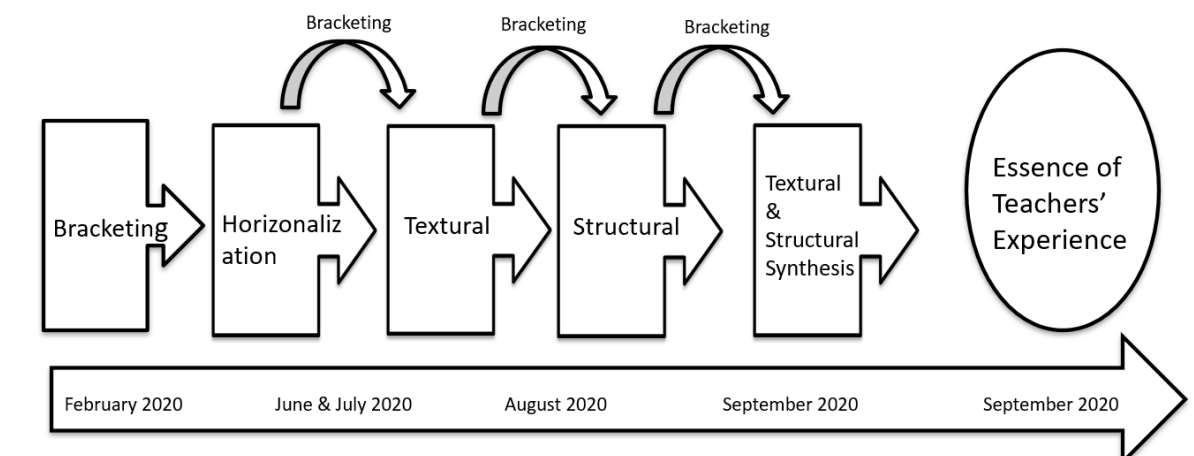 Bracketing
Bracketing
Bracketing
Bracketing
Horizonaliz
ation
Textural
Structural
Textural
&
Structural
Synthesis
Essence of
Teachers’
Experience
February 2020
June & July 2020
August 2020
September 2020
September 2020